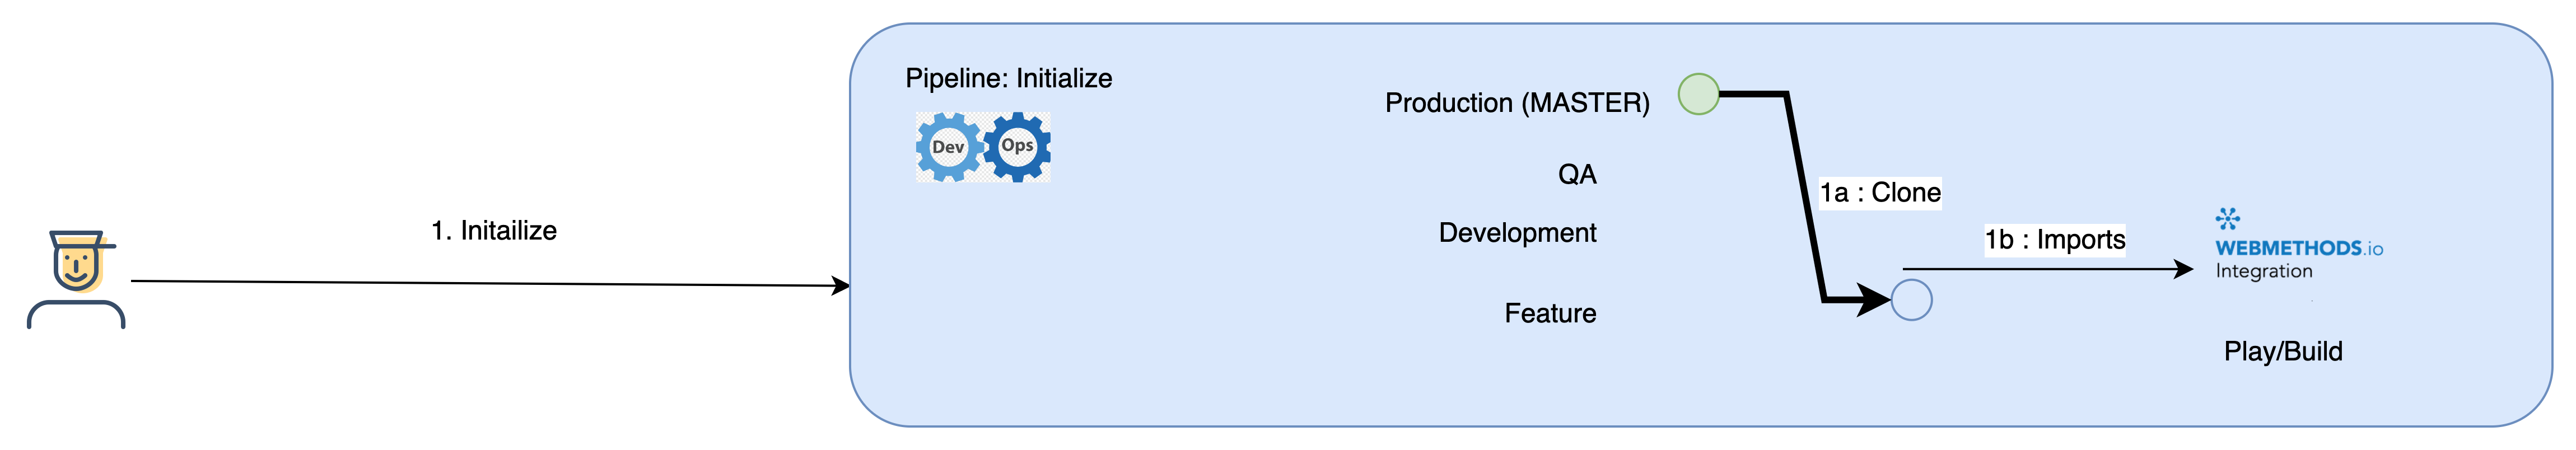 Pipeline: Initialize
Dev Ops
Production (MASTER)
QA
1a : Clone
1. Initailize
Development
1b : Imports
WEBMETHODS.io
Integration
Feature
Play/Build